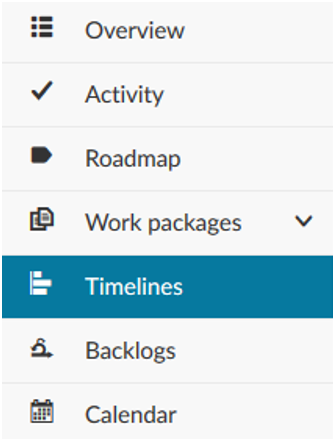 Overview
Activity
Roadmap
Work packages
Timelines
Backlogs
Calendar